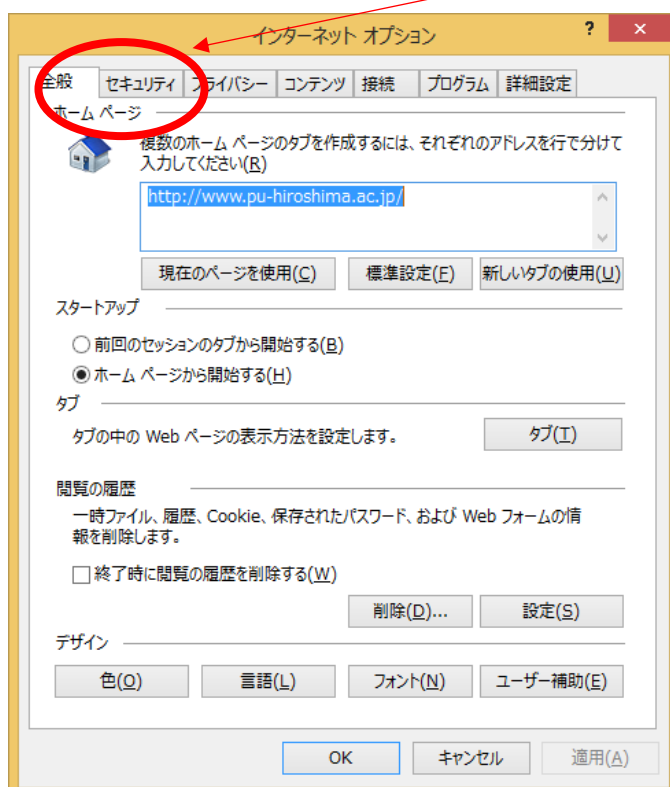 インターネット オプション
? ×
全般 セキュリティ プライバシー コンテンツ 接続 プログラム 詳細設定
ホーム ページ
複数のホーム ページのタブを作成するには、それぞれのアドレスを行で分けて
入力してください(R)
http://www.pu-hiroshima.ac.jp/
現在のページを使用(C) 標準設定(F) 新しいタブの使用(U)
スタートアップ
前回のセッションのタブから開始する(B)
ホーム ページから開始する(H)
タブ
タブの中の Web ページの表示方法を設定します。 タブ(T)
閲覧の履歴
一時ファイル、履歴、Cookie、保存されたパスワード、および Web フォームの情
報を削除します。
終了時に閲覧の履歴を削除する(W)
削除(D)... 設定(S)
デザイン
色(O) 言語(L) フォント(N) ユーザー補助(E)
OK キャンセル 適用(A)